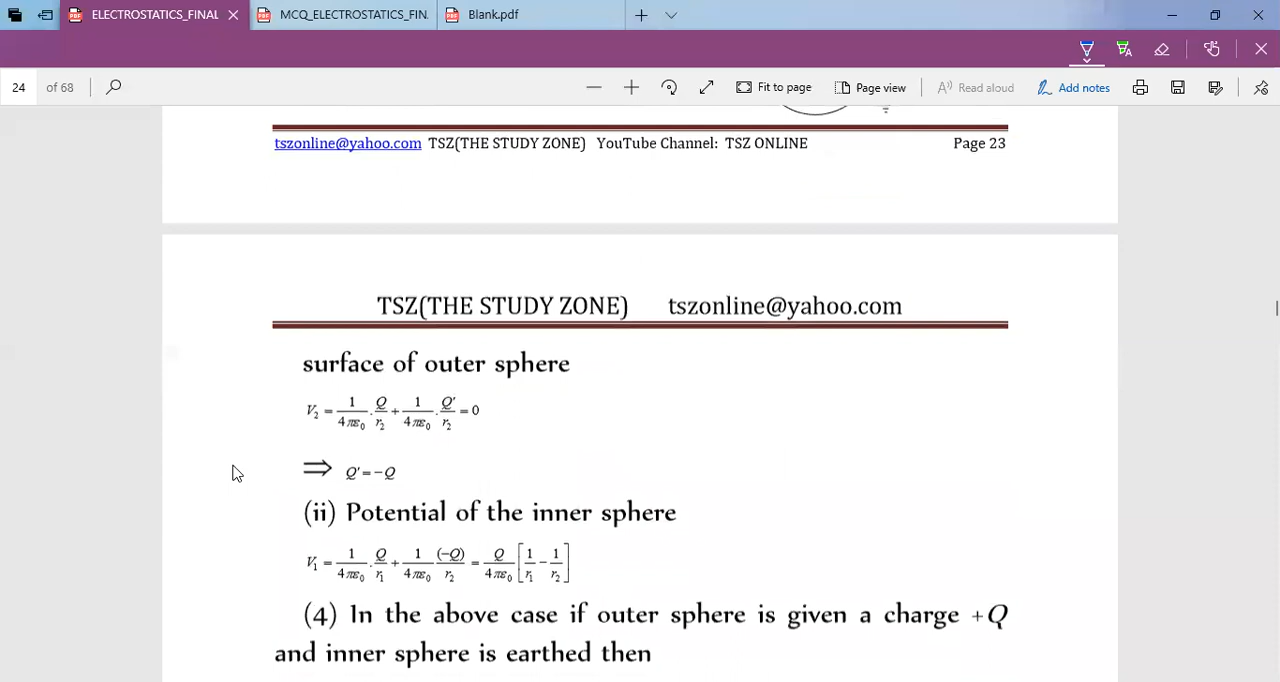 ELECTROSTATICS_FINAL
MCQ_ELECTROSTATICS_FIN.
Blank.pdf
24 of 68
Fit to page
Page view
Read aloud
Add notes
tszonline@yahoo.com TSZ(THE STUDY ZONE) YouTube Channel: TSZ ONLINE Page 23
TSZ(THE STUDY ZONE) tszonline@yahoo.com
surface of outer sphere
V₂ = 1/4πε₀ . Q/r₂ + 1/4πε₀ . Q'/r₂ = 0
⇒ Q' = −Q
(ii) Potential of the inner sphere
V₁ = 1/4πε₀ . Q/r₁ + 1/4πε₀ (−Q)/r₂ = Q/4πε₀ [1/r₁ − 1/r₂]
(4) In the above case if outer sphere is given a charge +Q
and inner sphere is earthed then